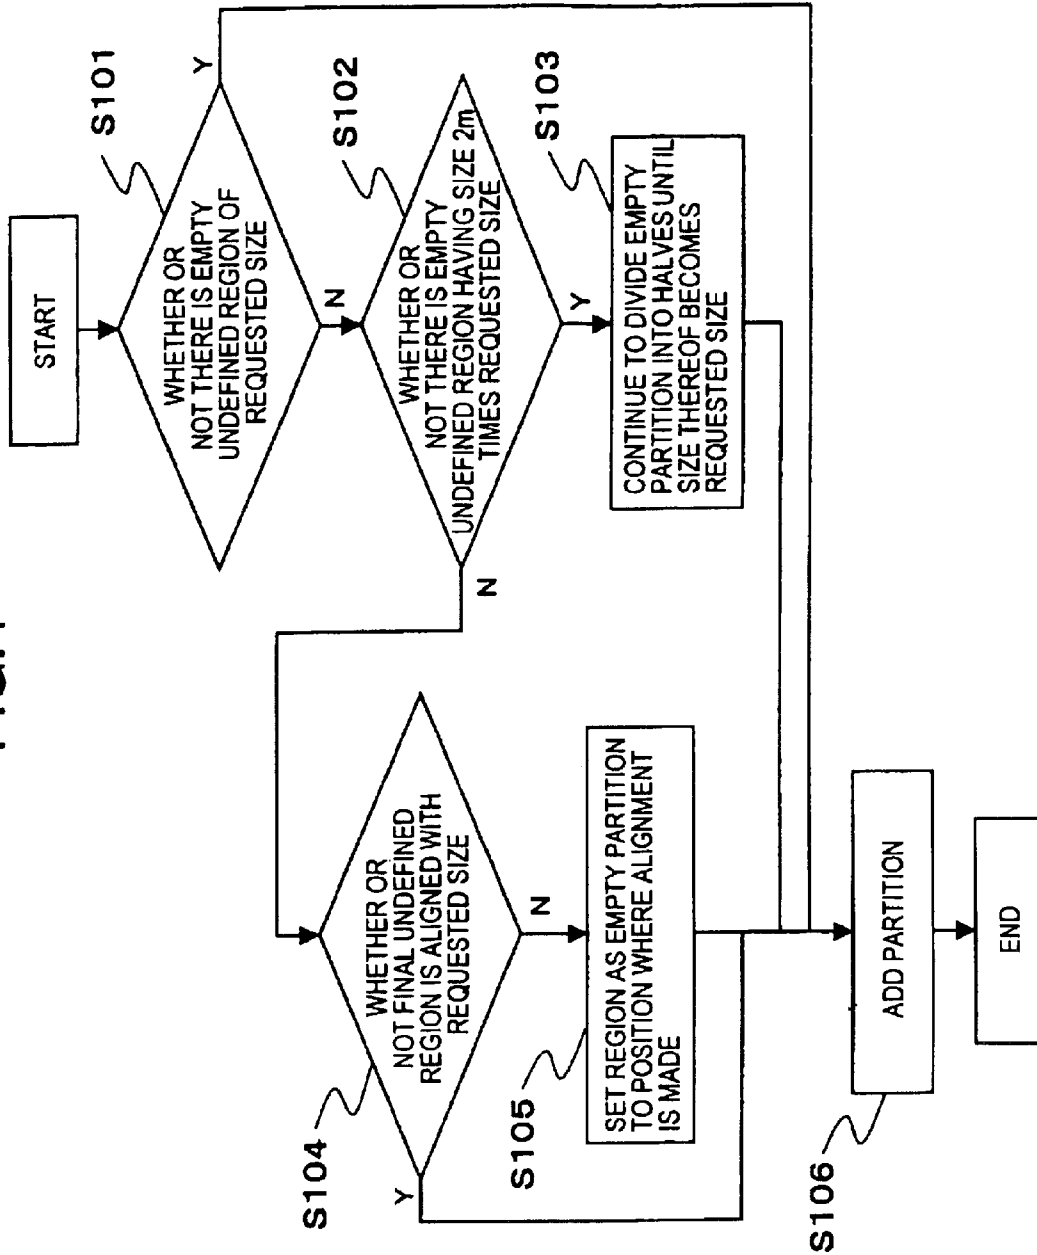 START
S101
WHETHER OR
NOT THERE IS EMPTY
UNDEFINED REGION OF
REQUESTED SIZE
Y
N
S102
WHETHER OR
NOT THERE IS EMPTY
UNDEFINED REGION HAVING SIZE 2m
TIMES REQUESTED SIZE
N
Y
S103
CONTINUE TO DIVIDE EMPTY
PARTITION INTO HALVES UNTIL
SIZE THEREOF BECOMES
REQUESTED SIZE
S104
WHETHER OR
NOT FINAL UNDEFINED
REGION IS ALIGNED WITH
REQUESTED SIZE
Y
N
S105
SET REGION AS EMPTY PARTITION
TO POSITION WHERE ALIGNMENT
IS MADE
S106
ADD PARTITION
END